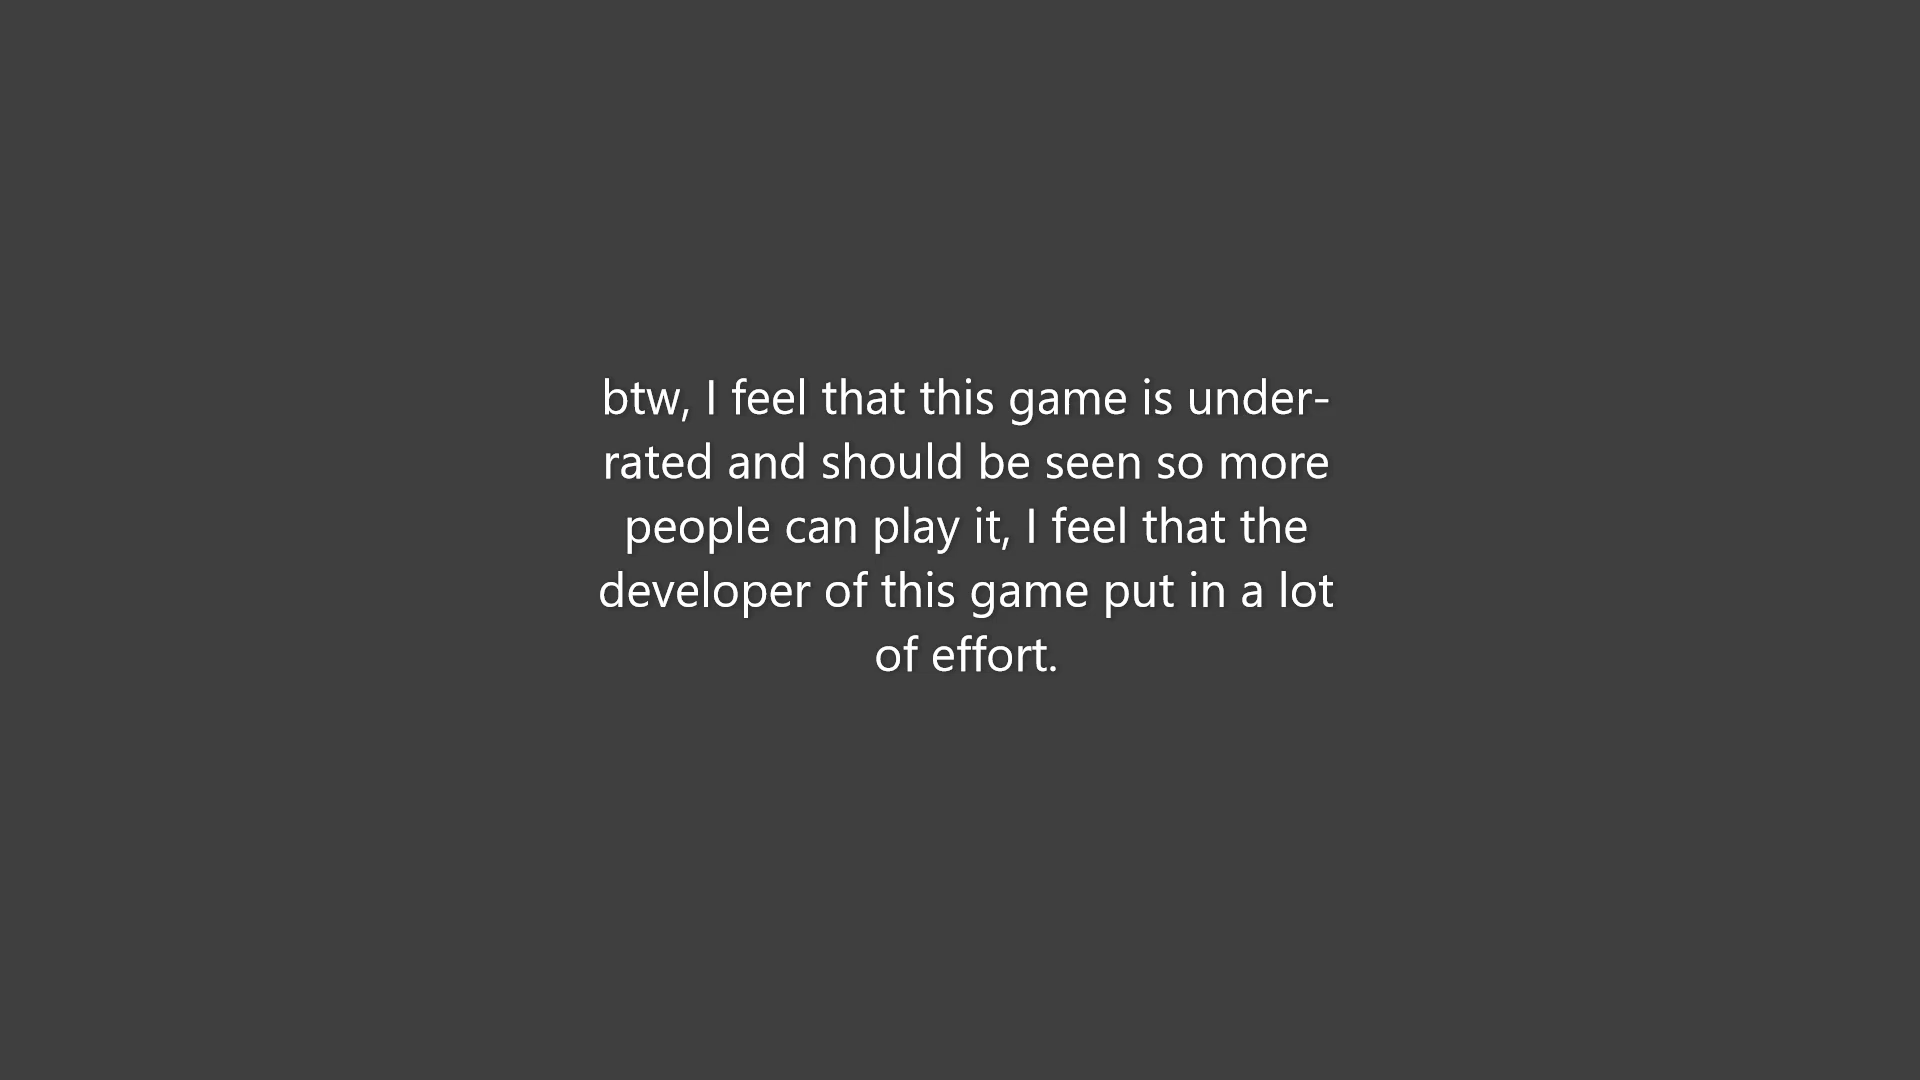 btw, I feel that this game is under-
rated and should be seen so more
people can play it, I feel that the
developer of this game put in a lot
of effort.